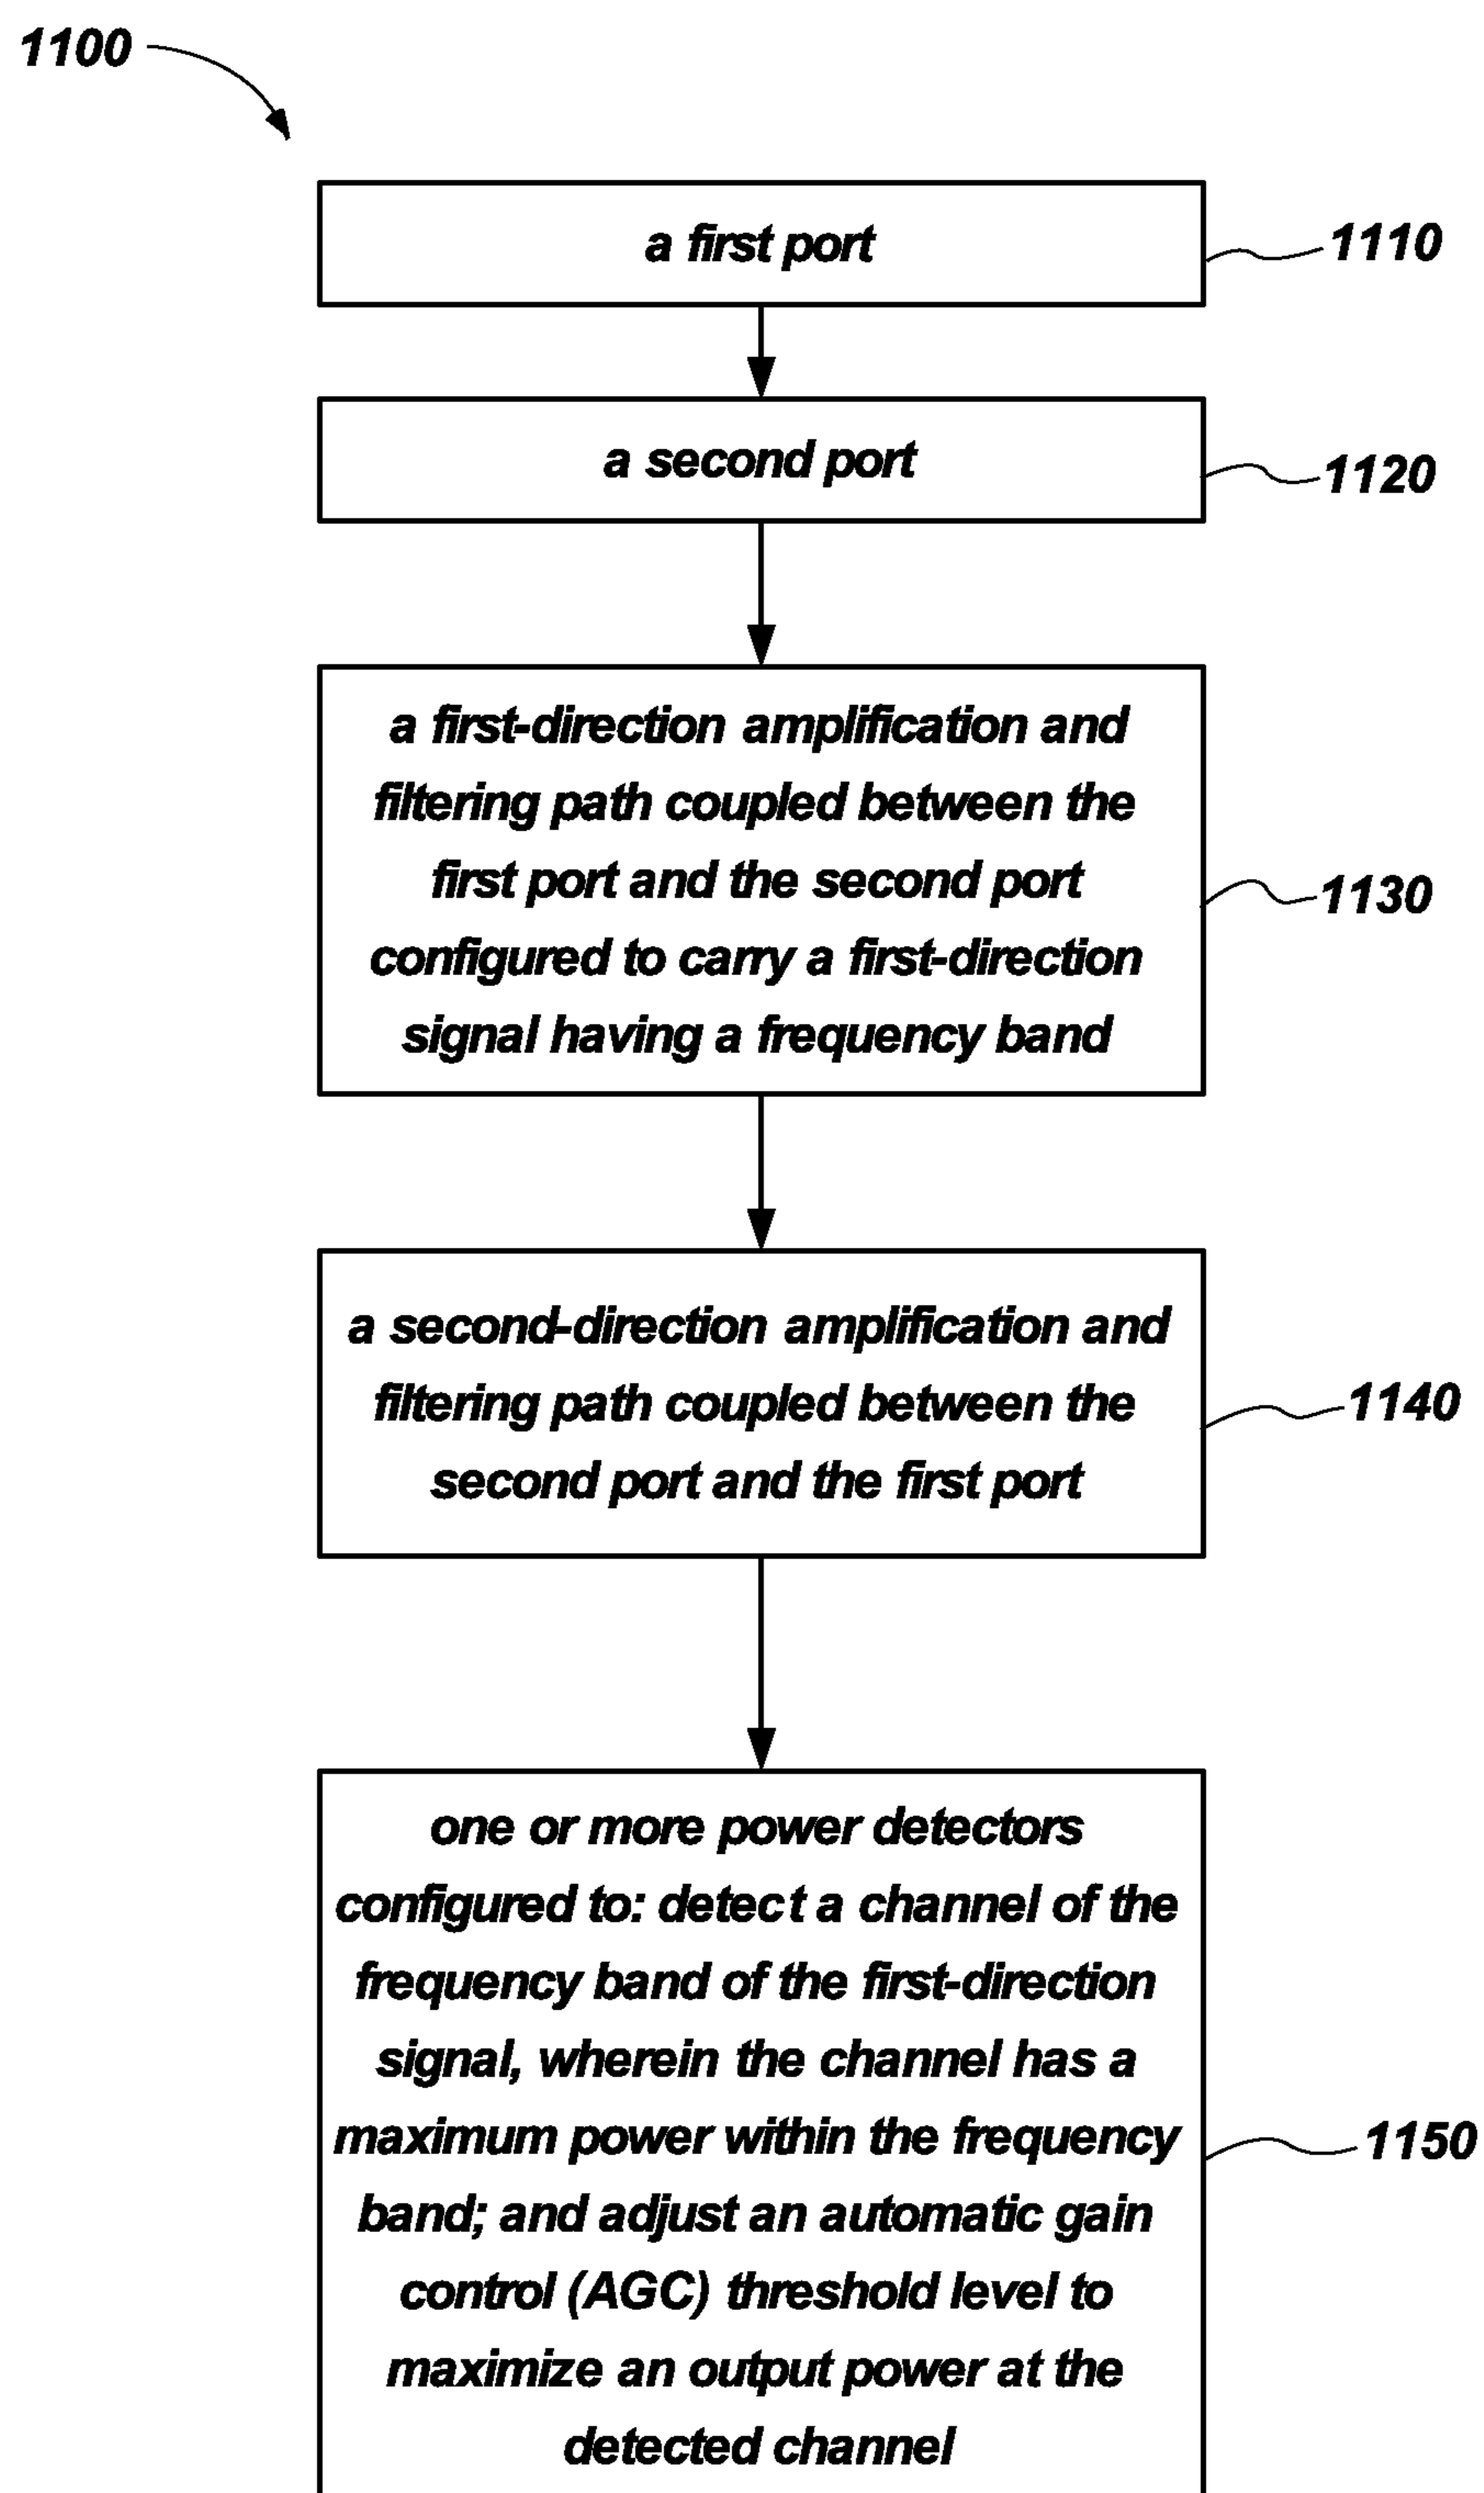 1100
a first port
1110
a second port
1120
a first-direction amplification and
filtering path coupled between the
first port and the second port
configured to carry a first-direction
signal having a frequency band
1130
a second-direction amplification and
filtering path coupled between the
second port and the first port
1140
one or more power detectors
configured to: detect a channel of the
frequency band of the first-direction
signal, wherein the channel has a
maximum power within the frequency
band; and adjust an automatic gain
control (AGC) threshold level to
maximize an output power at the
detected channel
1150